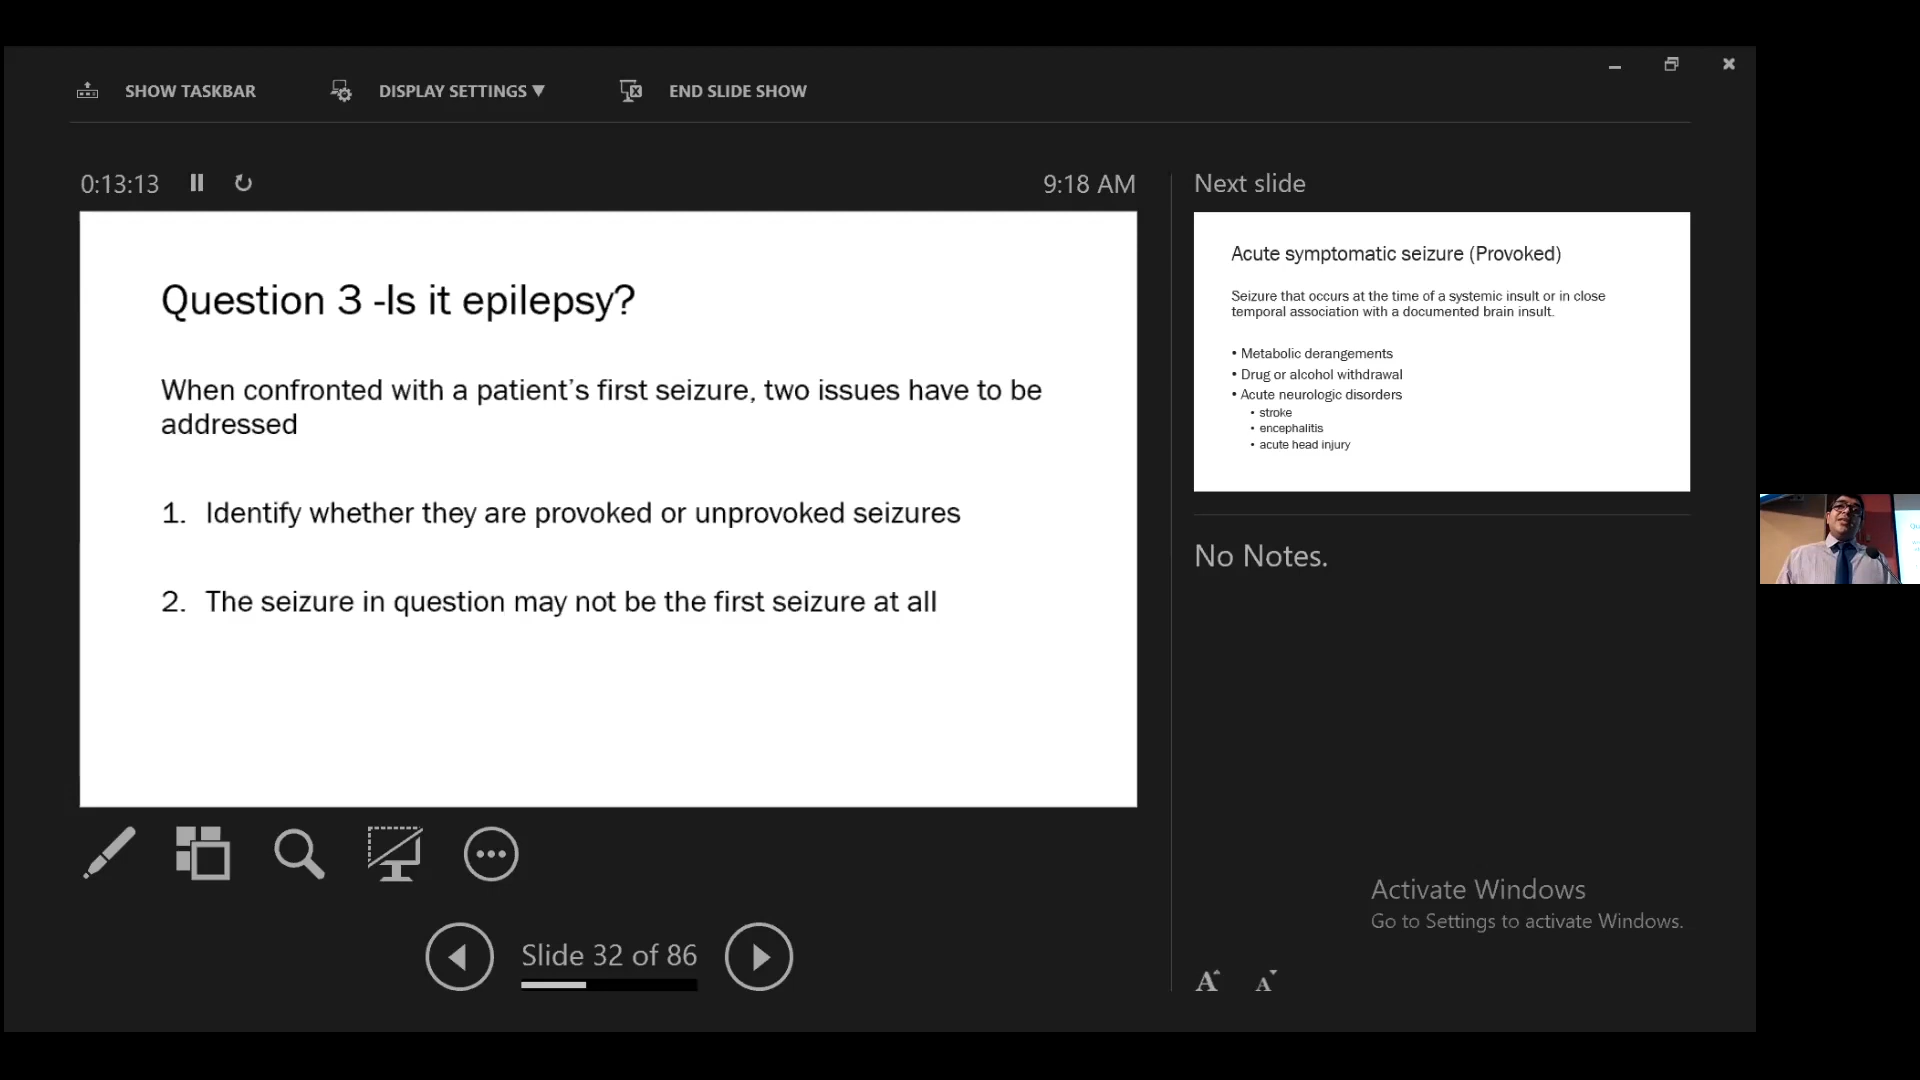 SHOW TASKBAR
DISPLAY SETTINGS ▼
END SLIDE SHOW
0:13:13
9:18 AM
Question 3 -Is it epilepsy?
When confronted with a patient's first seizure, two issues have to be
addressed
1. Identify whether they are provoked or unprovoked seizures
2. The seizure in question may not be the first seizure at all
Slide 32 of 86
Next slide
Acute symptomatic seizure (Provoked)
Seizure that occurs at the time of a systemic insult or in close
temporal association with a documented brain insult.
• Metabolic derangements
• Drug or alcohol withdrawal
• Acute neurologic disorders
• stroke
• encephalitis
• acute head injury
No Notes.
Activate Windows
Go to Settings to activate Windows.
A A